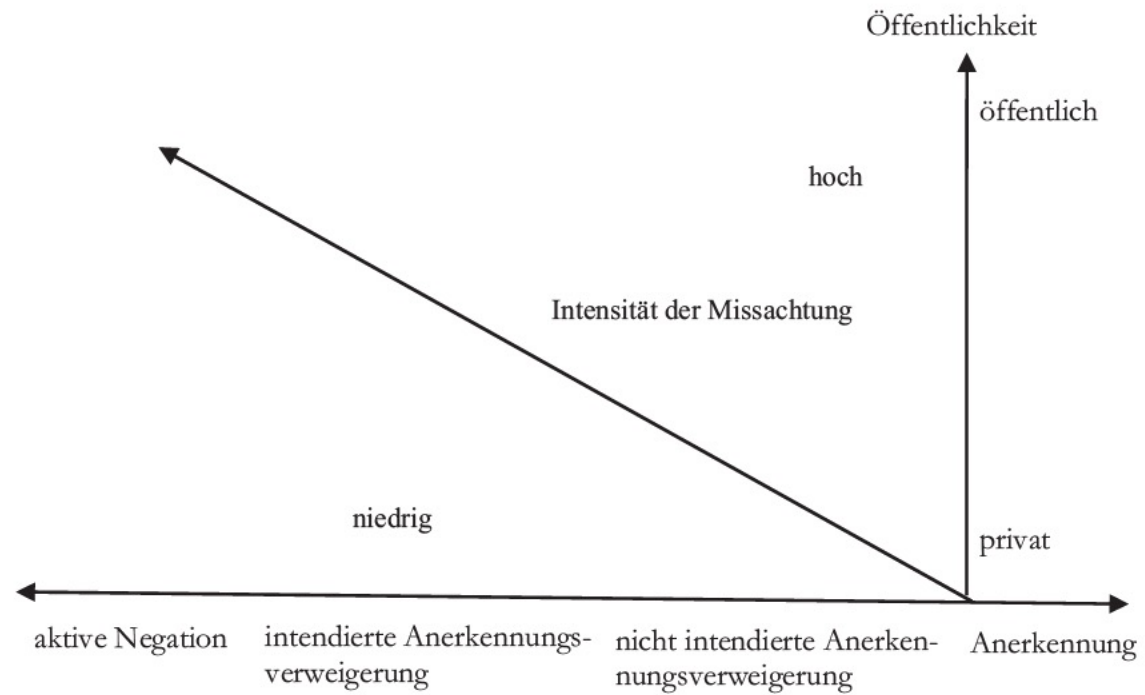 Öffentlichkeit
öffentlich
hoch
Intensität der Missachtung
niedrig
privat
aktive Negation
intendierte Anerkennungs-
verweigerung
nicht intendierte Anerken-
nungsverweigerung
Anerkennung